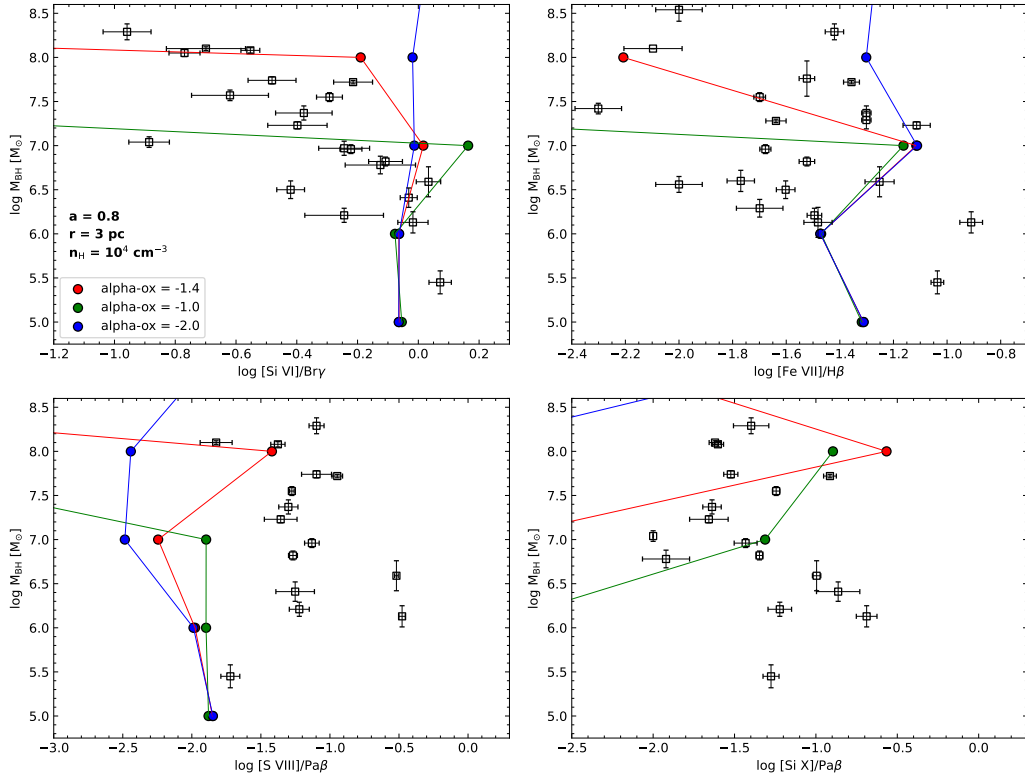 8.5
8.0
7.5
7.0
6.5
6.0
5.5
5.0
log M_BH [M_⊙]
a = 0.8
r = 3 pc
n_H = 10^4 cm^−3
alpha-ox = -1.4
alpha-ox = -1.0
alpha-ox = -2.0
−1.2 −1.0 −0.8 −0.6 −0.4 −0.2 0.0 0.2
log [Si VI]/Brγ
8.5
8.0
7.5
7.0
6.5
6.0
5.5
5.0
log M_BH [M_⊙]
−2.4 −2.2 −2.0 −1.8 −1.6 −1.4 −1.2 −1.0 −0.8
log [Fe VII]/Hβ
8.5
8.0
7.5
7.0
6.5
6.0
5.5
5.0
log M_BH [M_⊙]
−3.0 −2.5 −2.0 −1.5 −1.0 −0.5 0.0
log [S VIII]/Paβ
8.5
8.0
7.5
7.0
6.5
6.0
5.5
5.0
log M_BH [M_⊙]
−2.5 −2.0 −1.5 −1.0 −0.5 0.0
log [Si X]/Paβ